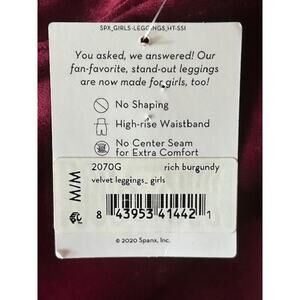 SPX_GIRLS-LEGGINGS_HT-SSI
You asked, we answered! Our
fan-favorite, stand-out leggings
are now made for girls, too!
No Shaping
High-rise Waistband
No Center Seam
for Extra Comfort
2070G rich burgundy
velvet leggings_ girls
M/M
8 43953 41442 1
© 2020 Spanx, Inc.